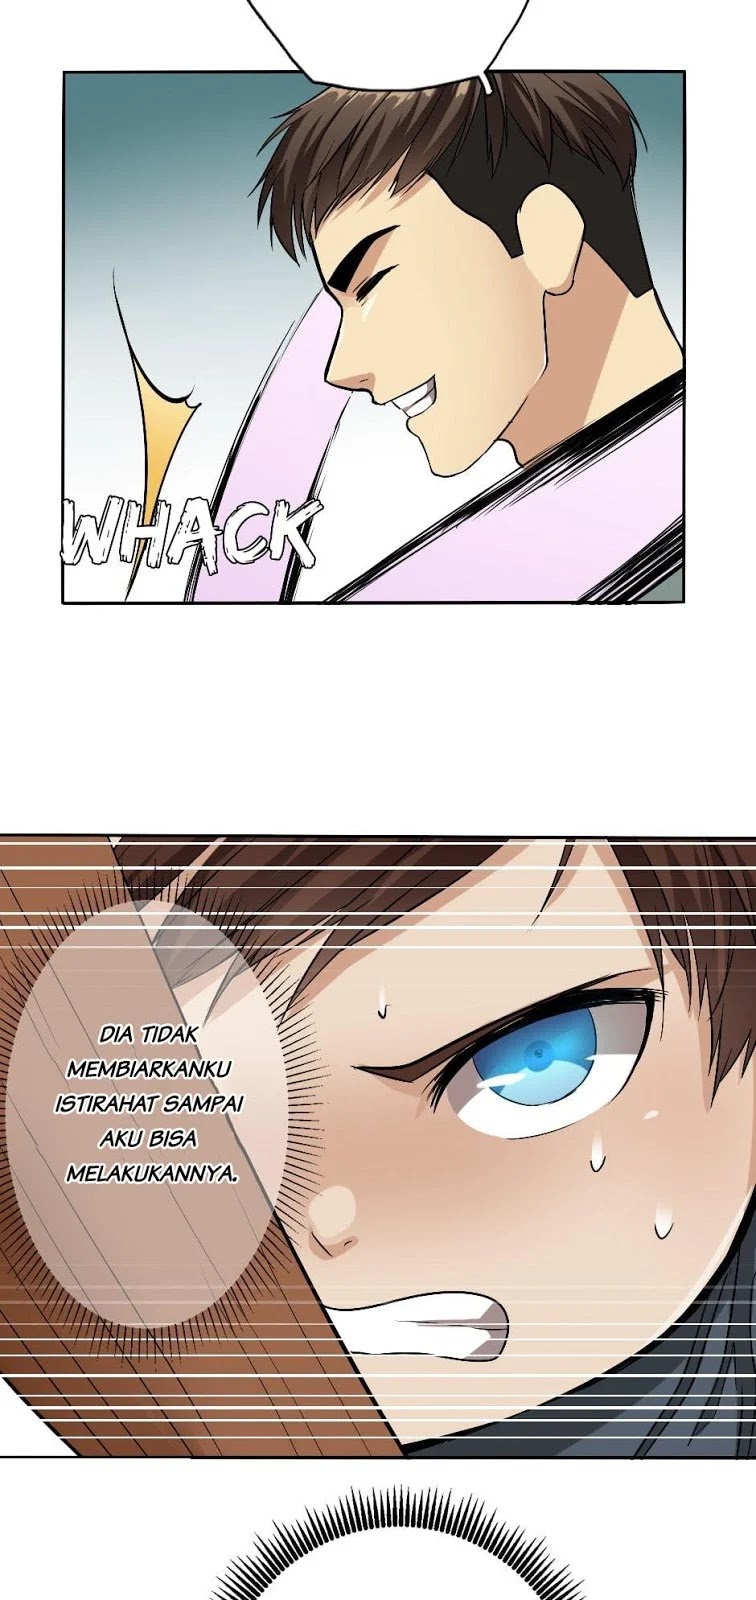 WHACK
DIA TIDAK
MEMBIARKANKU
ISTIRAHAT SAMPAI
AKU BISA
MELAKUKANNYA.